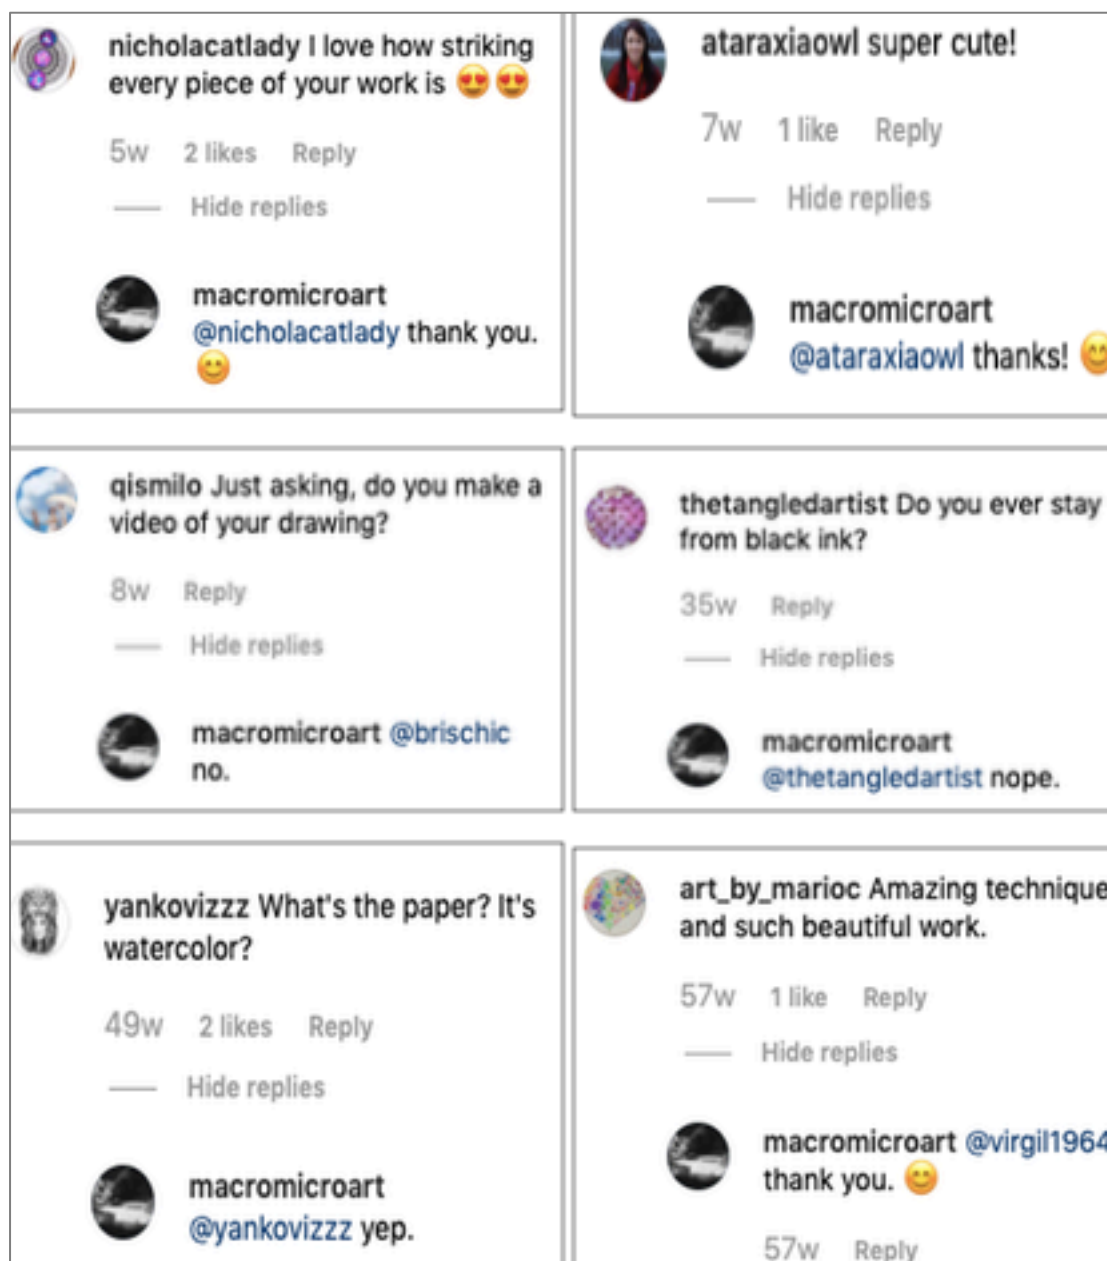 nicholacatlady I love how striking
every piece of your work is 😍😍
5w 2 likes Reply
Hide replies
macromicroart
@nicholacatlady thank you.
😊
ataraxiaowl super cute!
7w 1 like Reply
Hide replies
macromicroart
@ataraxiaowl thanks! 😊
qismilo Just asking, do you make a
video of your drawing?
8w Reply
Hide replies
macromicroart @brischic
no.
thetangledartist Do you ever stay
from black ink?
35w Reply
Hide replies
macromicroart
@thetangledartist nope.
yankovizzz What's the paper? It's
watercolor?
49w 2 likes Reply
Hide replies
macromicroart
@yankovizzz yep.
art_by_marioc Amazing technique
and such beautiful work.
57w 1 like Reply
Hide replies
macromicroart @virgil1964
thank you. 😊
57w Reply